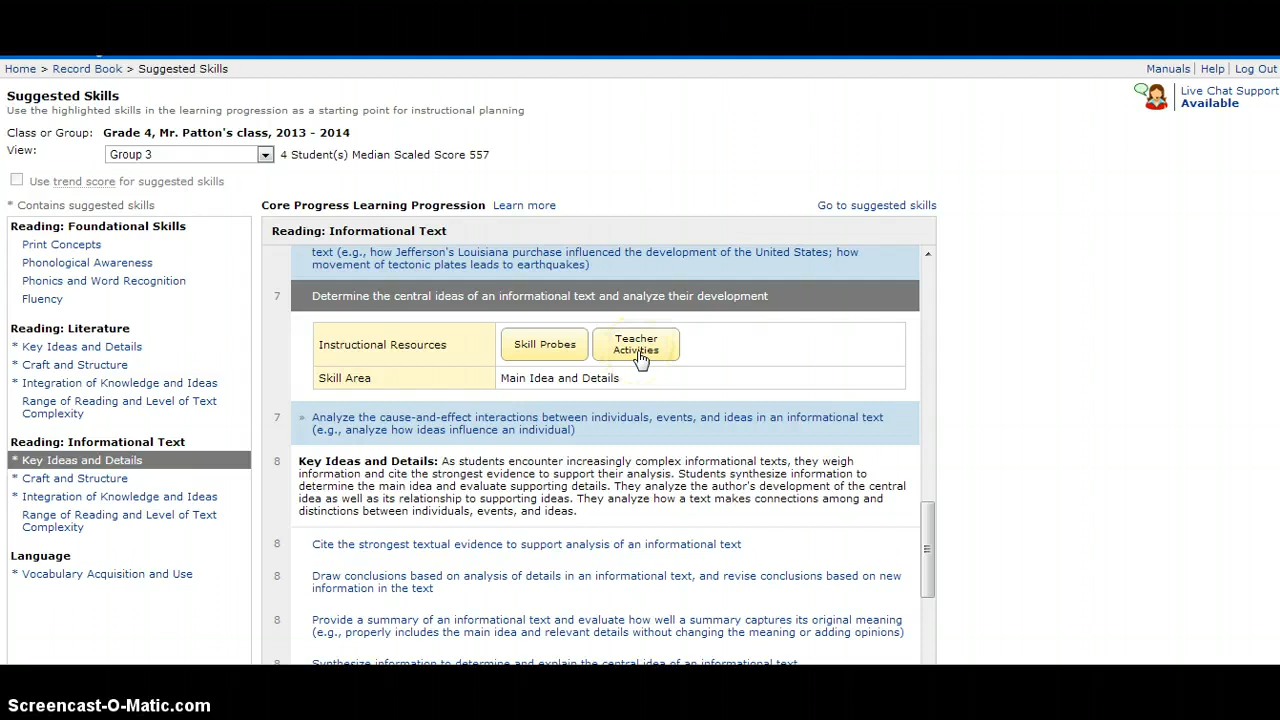 Home > Record Book > Suggested Skills
Manuals | Help | Log Out
Suggested Skills
Use the highlighted skills in the learning progression as a starting point for instructional planning
Live Chat Support
Available
Class or Group: Grade 4, Mr. Patton's class, 2013 - 2014
View: Group 3 4 Student(s) Median Scaled Score 557
Use trend score for suggested skills
* Contains suggested skills
Reading: Foundational Skills
Print Concepts
Phonological Awareness
Phonics and Word Recognition
Fluency
Reading: Literature
* Key Ideas and Details
* Craft and Structure
* Integration of Knowledge and Ideas
Range of Reading and Level of Text
Complexity
Reading: Informational Text
* Key Ideas and Details
* Craft and Structure
* Integration of Knowledge and Ideas
Range of Reading and Level of Text
Complexity
Language
* Vocabulary Acquisition and Use
Core Progress Learning Progression Learn more
Go to suggested skills
Reading: Informational Text
text (e.g., how Jefferson's Louisiana purchase influenced the development of the United States; how
movement of tectonic plates leads to earthquakes)
7 Determine the central ideas of an informational text and analyze their development
Instructional Resources
Skill Probes
Teacher
Activities
Skill Area Main Idea and Details
7 » Analyze the cause-and-effect interactions between individuals, events, and ideas in an informational text
(e.g., analyze how ideas influence an individual)
8 Key Ideas and Details: As students encounter increasingly complex informational texts, they weigh
information and cite the strongest evidence to support their analysis. Students synthesize information to
determine the main idea and evaluate supporting details. They analyze the author's development of the central
idea as well as its relationship to supporting ideas. They analyze how a text makes connections among and
distinctions between individuals, events, and ideas.
8 Cite the strongest textual evidence to support analysis of an informational text
8 Draw conclusions based on analysis of details in an informational text, and revise conclusions based on new
information in the text
8 Provide a summary of an informational text and evaluate how well a summary captures its original meaning
(e.g., properly includes the main idea and relevant details without changing the meaning or adding opinions)
8 Synthesize information to determine and explain the central idea of an informational text
Screencast-O-Matic.com